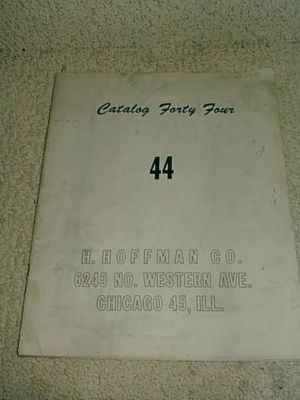 Catalog Forty Four
44
H. HOFFMAN CO.
6245 NO. WESTERN AVE.
CHICAGO 45, ILL.